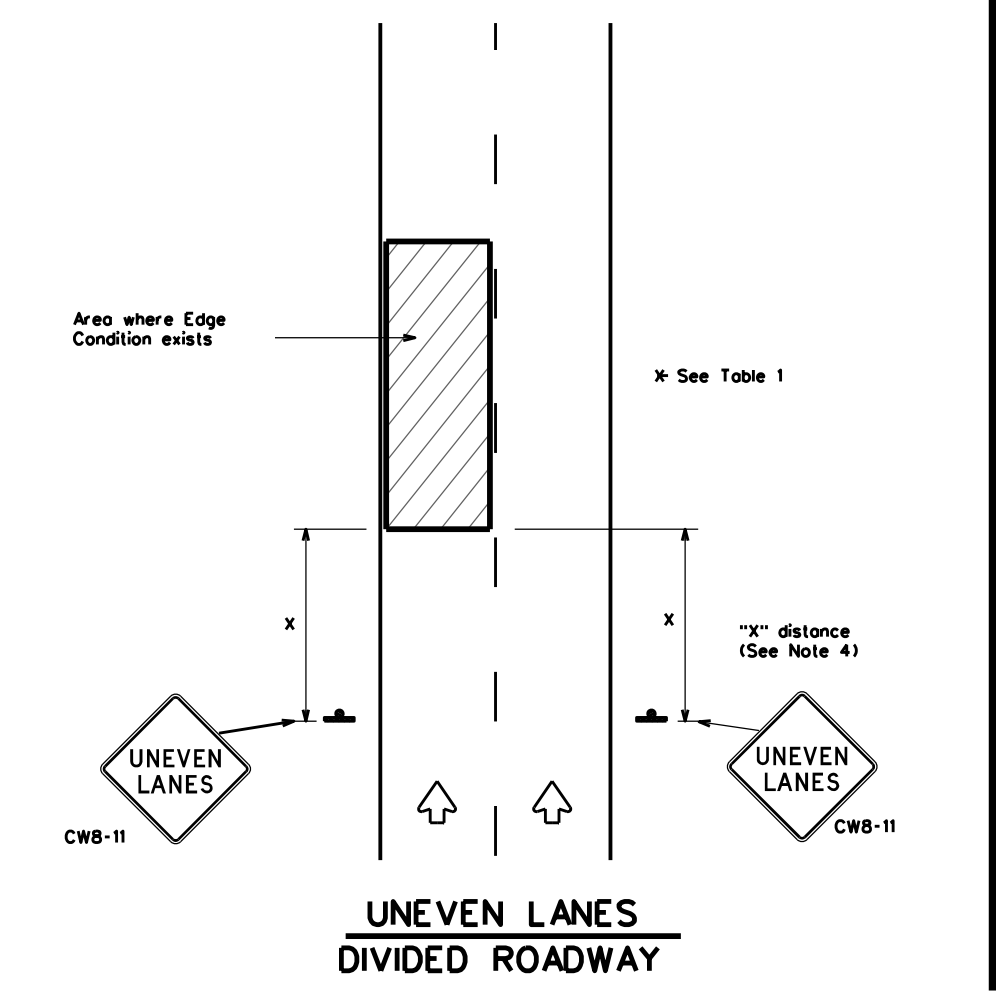 Area where Edge
Condition exists
* See Table 1
X
X
"X" distance
(See Note 4)
UNEVEN
LANES
CW8-11
UNEVEN
LANES
CW8-11
UNEVEN LANES
DIVIDED ROADWAY